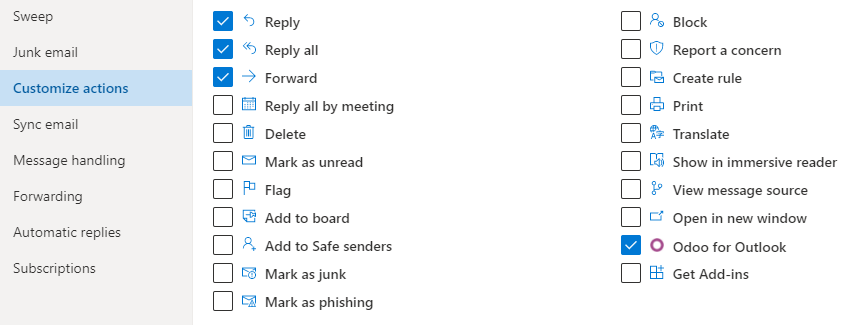 Sweep
Junk email
Customize actions
Sync email
Message handling
Forwarding
Automatic replies
Subscriptions
Reply
Reply all
Forward
Reply all by meeting
Delete
Mark as unread
Flag
Add to board
Add to Safe senders
Mark as junk
Mark as phishing
Block
Report a concern
Create rule
Print
Translate
Show in immersive reader
View message source
Open in new window
Odoo for Outlook
Get Add-ins